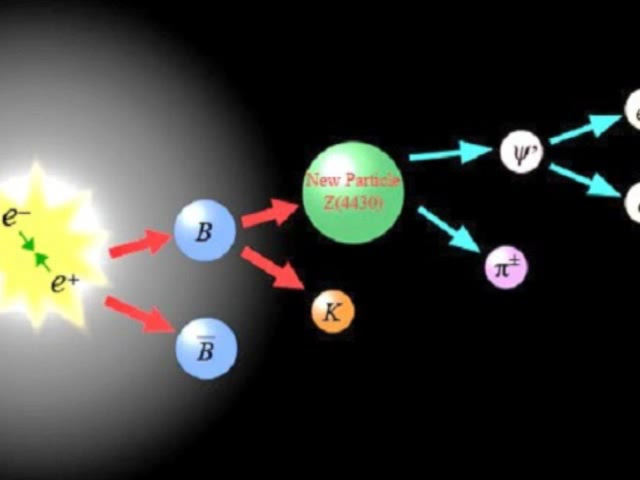 e⁻
e⁺
B
B̅
New Particle
Z(4430)
K
ψ’
π±